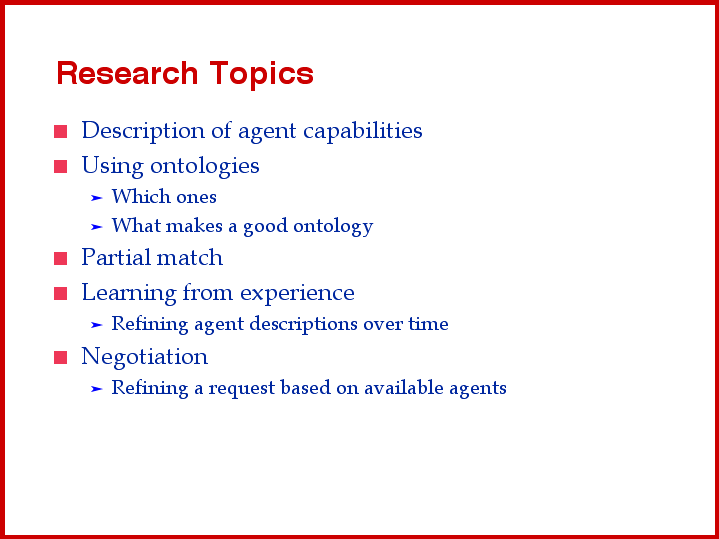 Research Topics
Description of agent capabilities
Using ontologies
Which ones
What makes a good ontology
Partial match
Learning from experience
Refining agent descriptions over time
Negotiation
Refining a request based on available agents